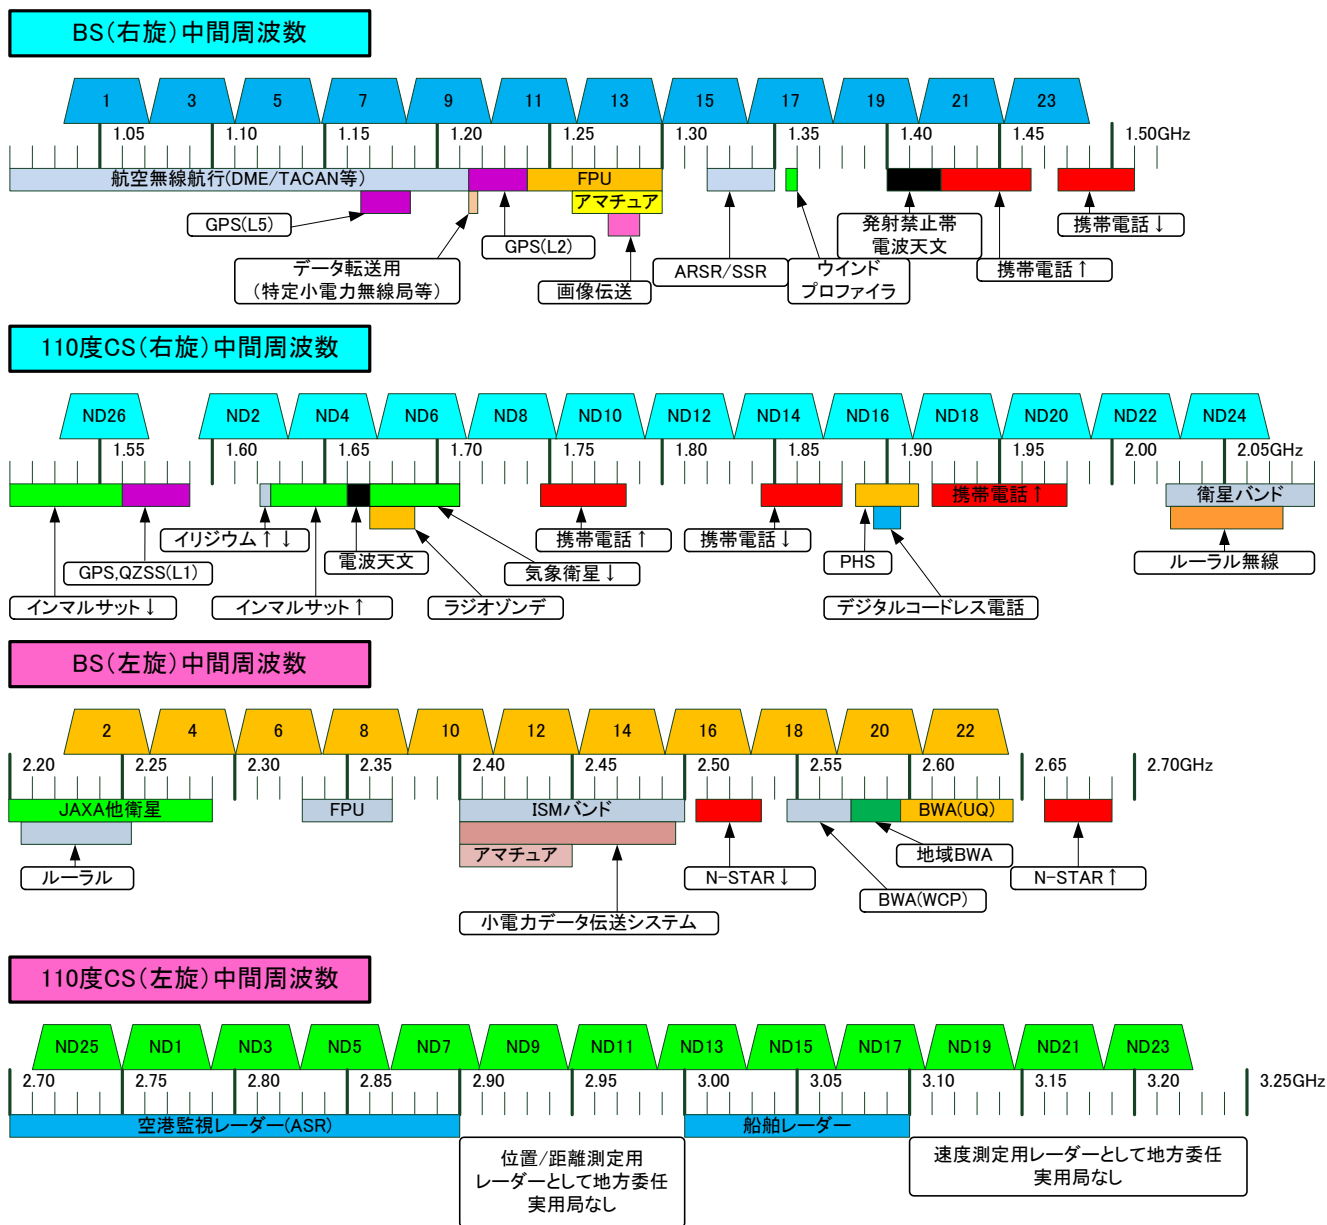 BS(右旋)中間周波数
1 3 5 7 9 11 13 15 17 19 21 23
1.05 1.10 1.15 1.20 1.25 1.30 1.35 1.40 1.45 1.50GHz
航空無線航行(DME/TACAN等)
FPU
アマチュア
GPS(L5)
データ転送用
(特定小電力無線局等)
GPS(L2)
画像伝送
ARSR/SSR
ウインド
プロファイラ
発射禁止帯
電波天文
携帯電話↑
携帯電話↓
110度CS(右旋)中間周波数
ND26 ND2 ND4 ND6 ND8 ND10 ND12 ND14 ND16 ND18 ND20 ND22 ND24
1.55 1.60 1.65 1.70 1.75 1.80 1.85 1.90 1.95 2.00 2.05GHz
携帯電話↑
衛星バンド
イリジウム↑↓
電波天文
携帯電話↑
携帯電話↓
PHS
ルーラル無線
GPS,QZSS(L1)
気象衛星↓
インマルサット↓
インマルサット↑
ラジオゾンデ
デジタルコードレス電話
BS(左旋)中間周波数
2 4 6 8 10 12 14 16 18 20 22
2.20 2.25 2.30 2.35 2.40 2.45 2.50 2.55 2.60 2.65 2.70GHz
JAXA他衛星
FPU
ISMバンド
BWA(UQ)
アマチュア
地域BWA
ルーラル
N-STAR↓
N-STAR↑
BWA(WCP)
小電力データ伝送システム
110度CS(左旋)中間周波数
ND25 ND1 ND3 ND5 ND7 ND9 ND11 ND13 ND15 ND17 ND19 ND21 ND23
2.70 2.75 2.80 2.85 2.90 2.95 3.00 3.05 3.10 3.15 3.20 3.25GHz
空港監視レーダー(ASR)
船舶レーダー
位置/距離測定用
レーダーとして地方委任
実用局なし
速度測定用レーダーとして地方委任
実用局なし